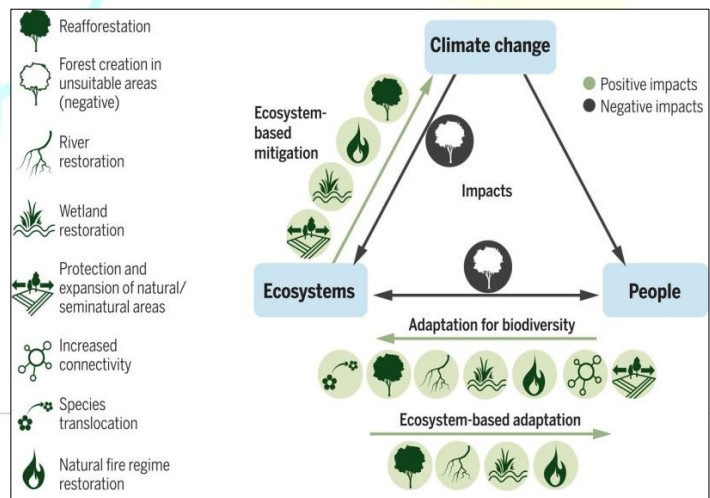 Reafforestation
Forest creation in
unsuitable areas
(negative)
River
restoration
Wetland
restoration
Protection and
expansion of natural/
seminatural areas
Increased
connectivity
Species
translocation
Natural fire regime
restoration
Climate change
Positive impacts
Negative impacts
Ecosystem-
based
mitigation
Impacts
Ecosystems
People
Adaptation for biodiversity
Ecosystem-based adaptation